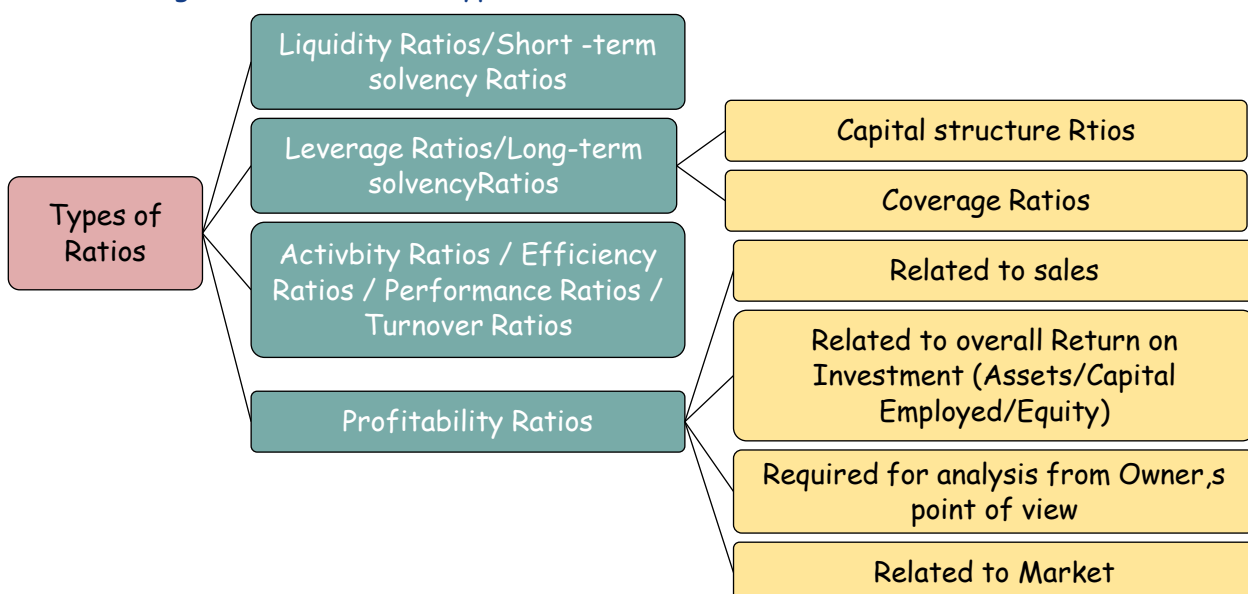 Types of
Ratios
Liquidity Ratios/Short -term
solvency Ratios
Leverage Ratios/Long-term
solvencyRatios
Capital structure Rtios
Coverage Ratios
Activbity Ratios / Efficiency
Ratios / Performance Ratios /
Turnover Ratios
Profitability Ratios
Related to sales
Related to overall Return on
Investment (Assets/Capital
Employed/Equity)
Required for analysis from Owner,s
point of view
Related to Market